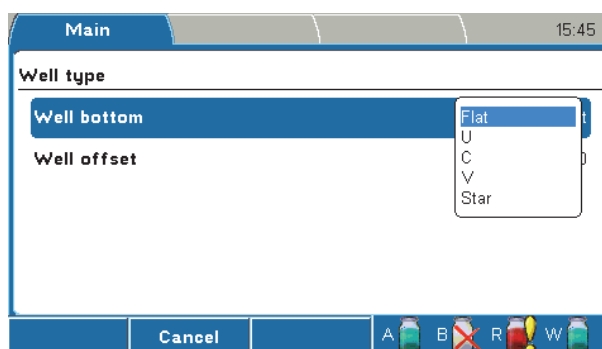 Main
15:45
Well type
Well bottom
Flat
U
C
V
Star
Well offset
Cancel
A B R W